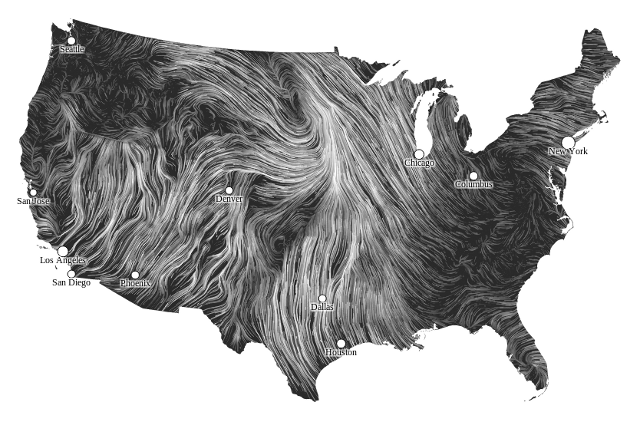 Seattle
New York
Chicago
Columbus
San Jose
Denver
Los Angeles
San Diego
Phoenix
Dallas
Houston